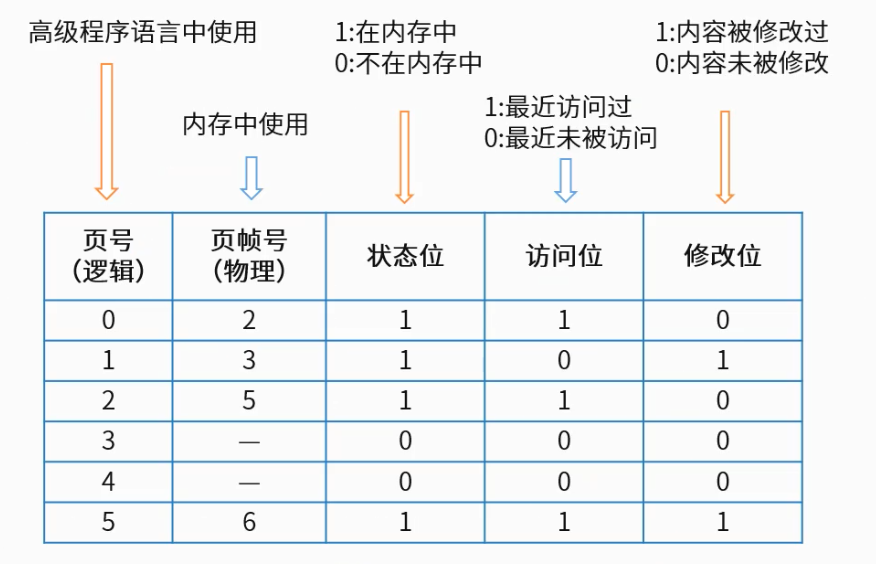 高级程序语言中使用
1:在内存中
0:不在内存中
1:内容被修改过
0:内容未被修改
内存中使用
1:最近访问过
0:最近未被访问
页号
（逻辑）
页帧号
（物理）
状态位
访问位
修改位
0 2 1 1 0
1 3 1 0 1
2 5 1 1 0
3 — 0 0 0
4 — 0 0 0
5 6 1 1 1